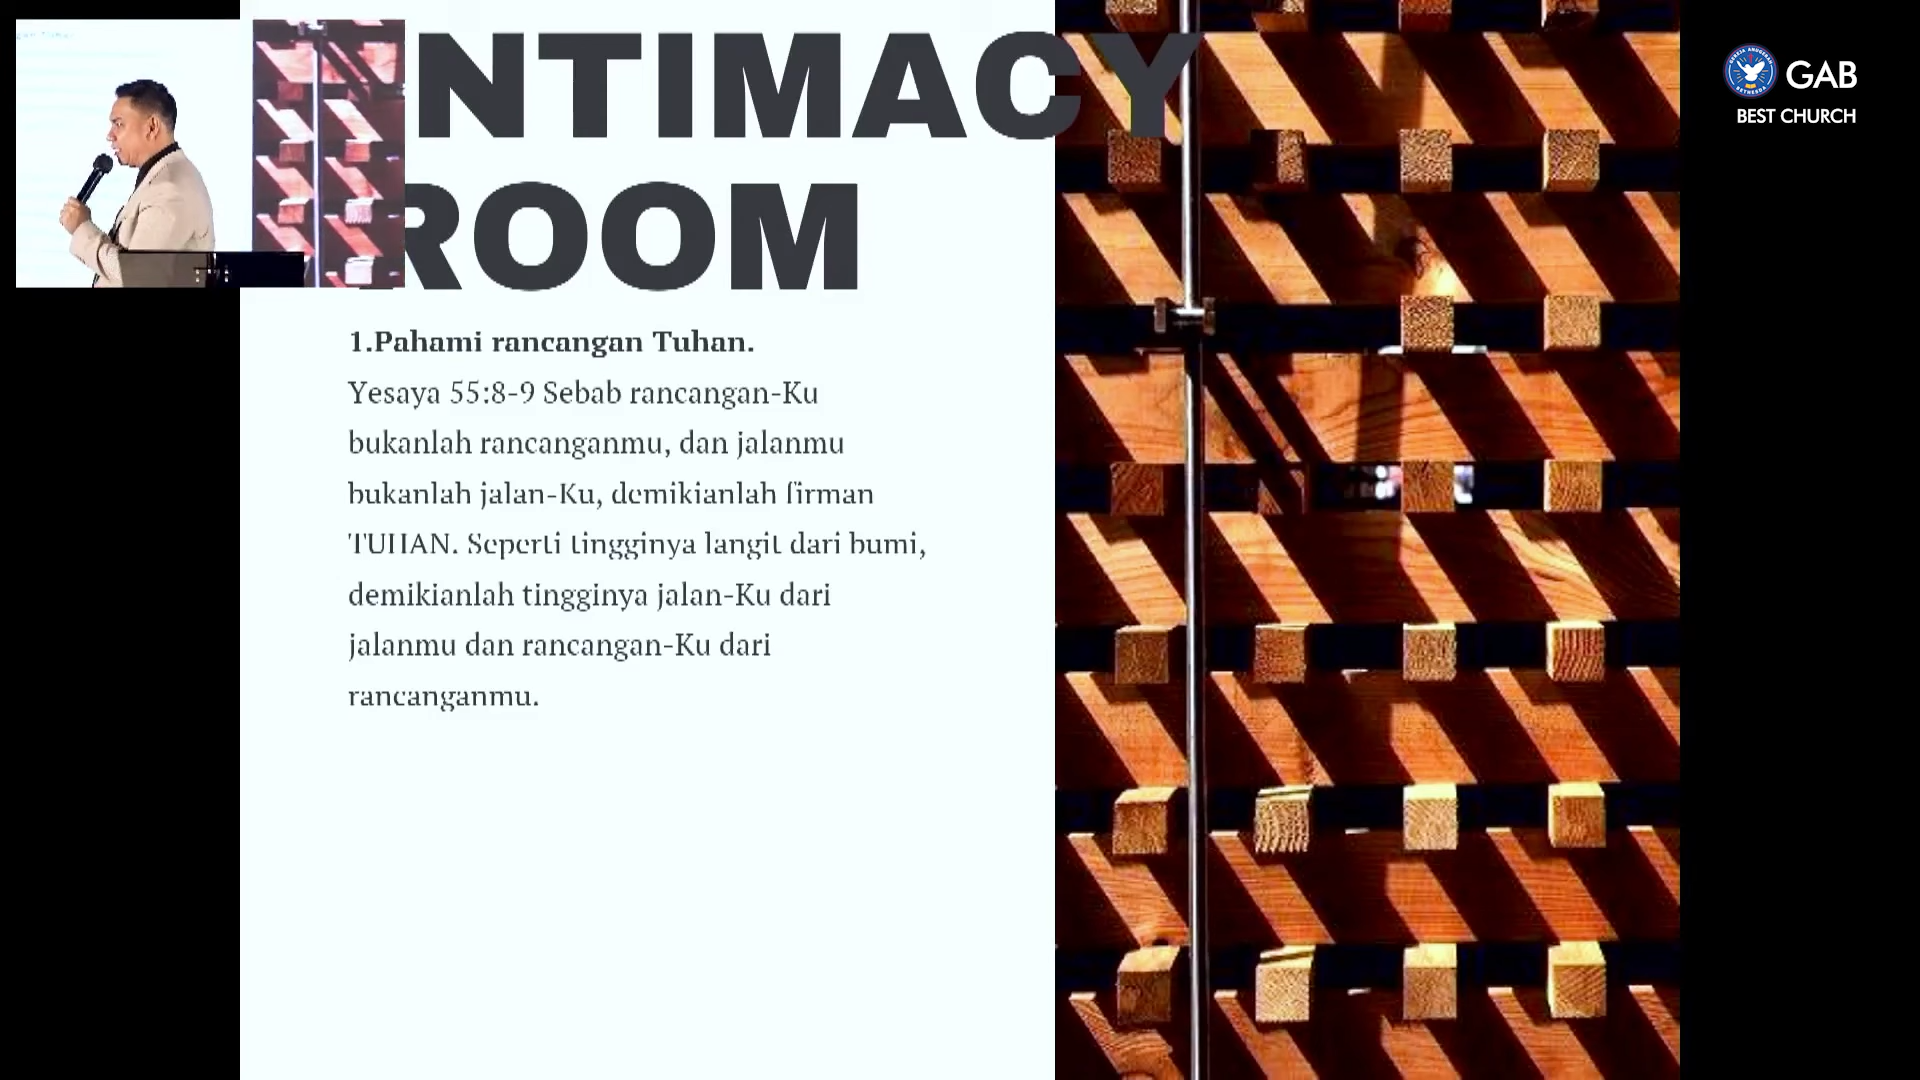 NTIMACY
ROOM
1.Pahami rancangan Tuhan.
Yesaya 55:8-9 Sebab rancangan-Ku
bukanlah rancanganmu, dan jalanmu
bukanlah jalan-Ku, demikianlah firman
TUHAN. Seperti tingginya langit dari bumi,
demikianlah tingginya jalan-Ku dari
jalanmu dan rancangan-Ku dari
rancanganmu.
GAB
BEST CHURCH